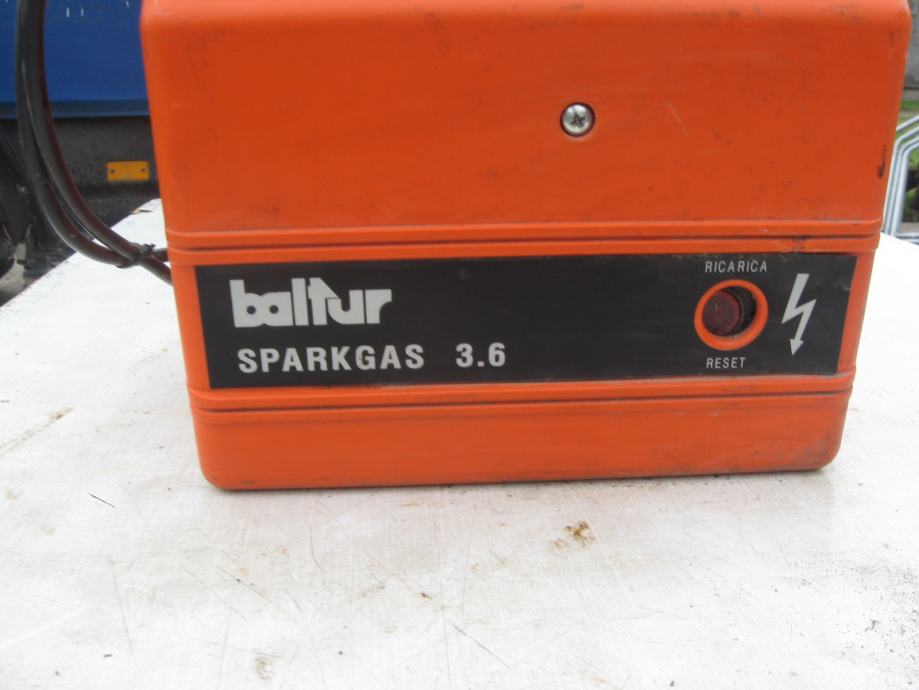 baltur
SPARKGAS 3.6
RICARICA
RESET